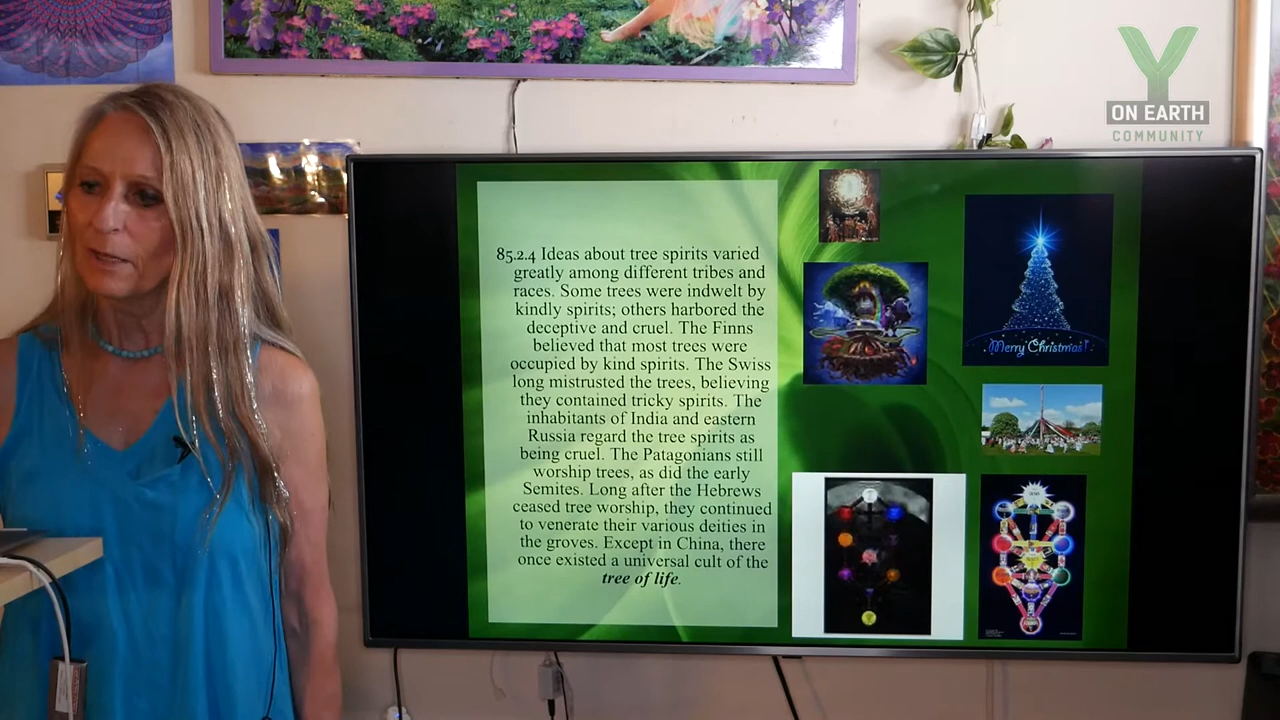 Y
ON EARTH
COMMUNITY
85.2.4 Ideas about tree spirits varied
greatly among different tribes and
races. Some trees were indwelt by
kindly spirits; others harbored the
deceptive and cruel. The Finns
believed that most trees were
occupied by kind spirits. The Swiss
long mistrusted the trees, believing
they contained tricky spirits. The
inhabitants of India and eastern
Russia regard the tree spirits as
being cruel. The Patagonians still
worship trees, as did the early
Semites. Long after the Hebrews
ceased tree worship, they continued
to venerate their various deities in
the groves. Except in China, there
once existed a universal cult of the
tree of life.
Merry Christmas!